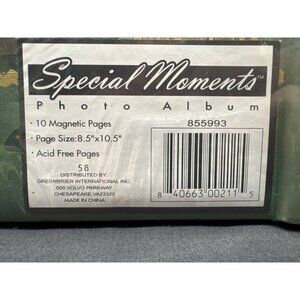 Special Moments™
Photo Album
• 10 Magnetic Pages
• Page Size:8.5"x10.5"
• Acid Free Pages
58
DISTRIBUTED BY:
GREENBRIER INTERNATIONAL INC.
500 VOLVO PARKWAY
CHESAPEAKE,VA23320
MADE IN CHINA
855993
8 40663 00211 5